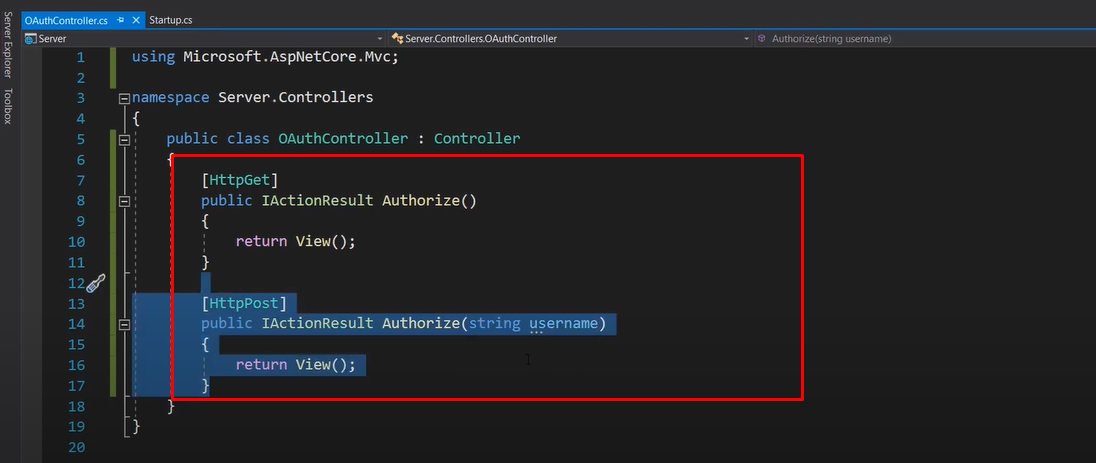 Server Explorer
Toolbox
OAuthController.cs
Startup.cs
Server
Server.Controllers.OAuthController
Authorize(string username)
1 using Microsoft.AspNetCore.Mvc;
2
3 namespace Server.Controllers
4 {
5 public class OAuthController : Controller
6 {
7 [HttpGet]
8 public IActionResult Authorize()
9 {
10 return View();
11 }
12
13 [HttpPost]
14 public IActionResult Authorize(string username)
15 {
16 return View();
17 }
18 }
19 }
20